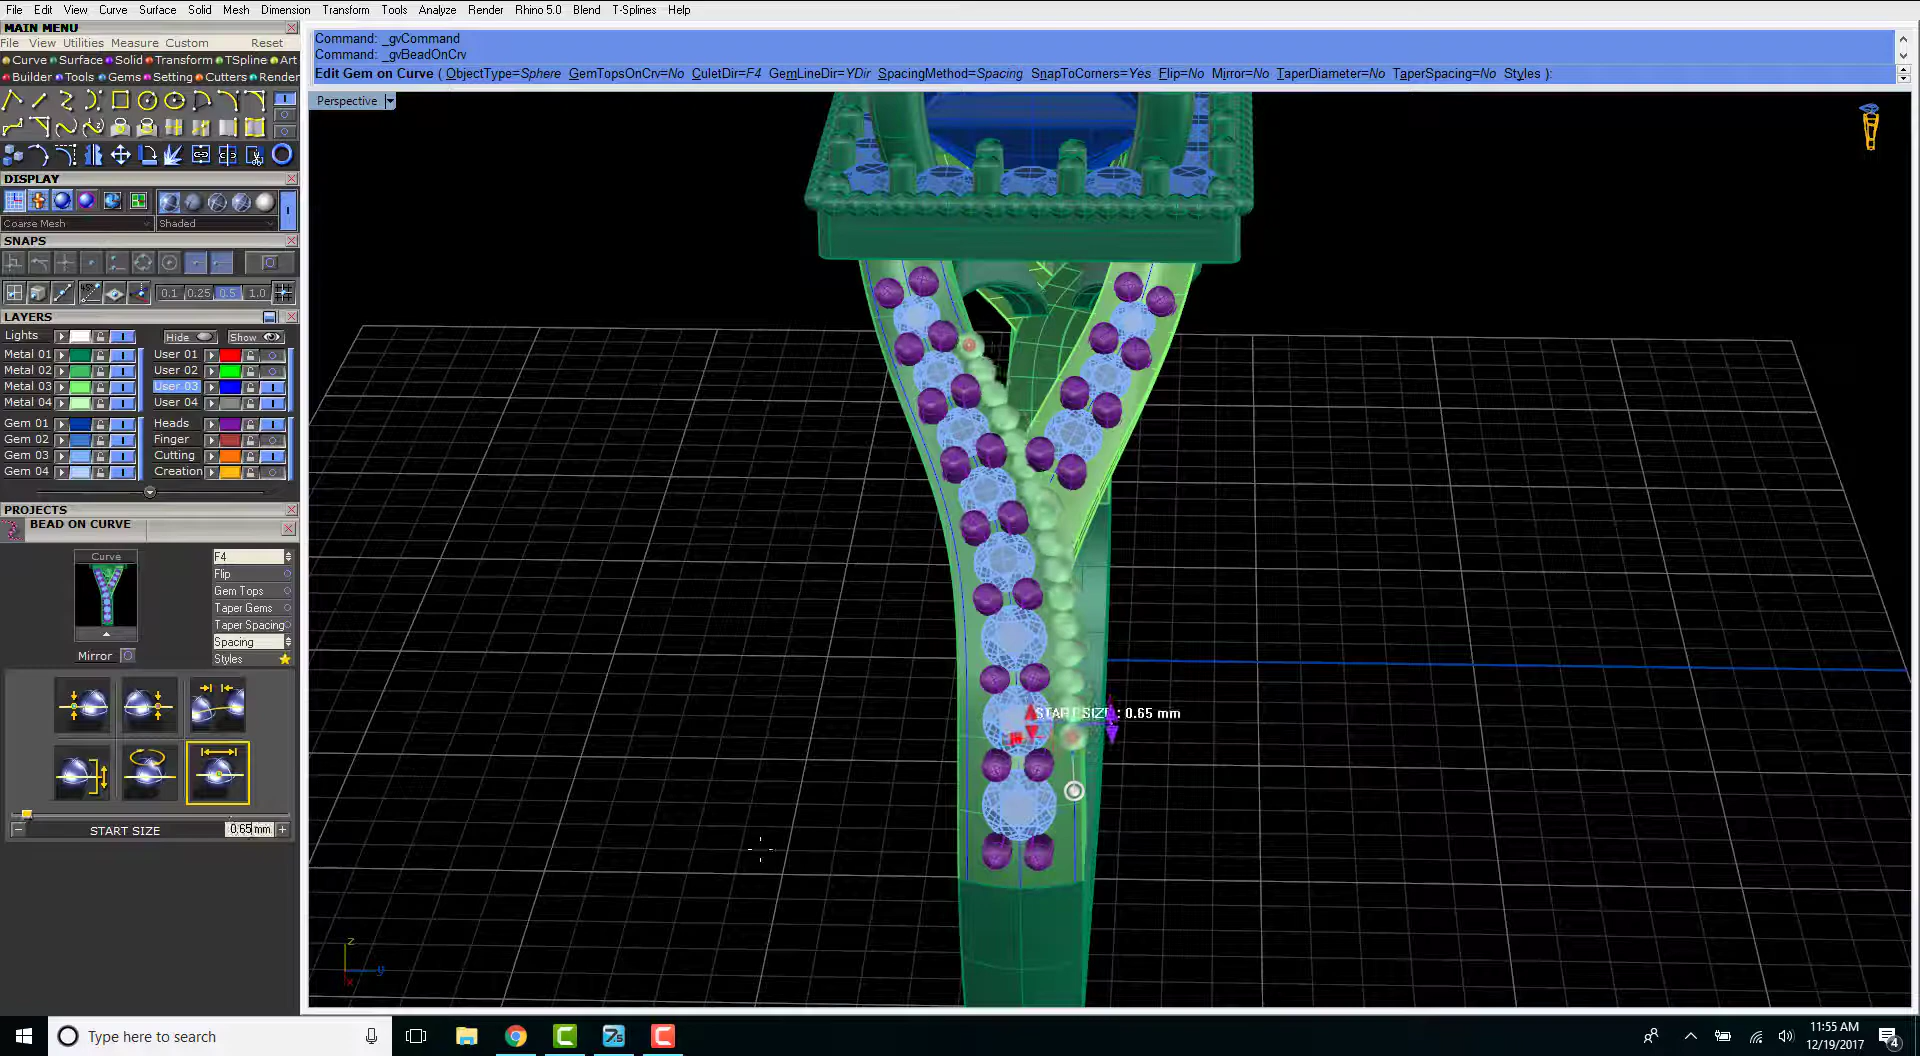 File Edit View Curve Surface Solid Mesh Dimension Transform Tools Analyze Render Rhino 5.0 Blend T-Splines Help
MAIN MENU
File View Utilities Measure Custom Reset
Curve Surface Solid Transform TSpline Art
Builder Tools Gems Setting Cutters Render
DISPLAY
Coarse Mesh Shaded
SNAPS
0.1 0.25 0.5 1.0
LAYERS
Lights Hide Show
Metal 01 User 01
Metal 02 User 02
Metal 03 User 03
Metal 04 User 04
Gem 01 Heads
Gem 02 Finger
Gem 03 Cutting
Gem 04 Creation
PROJECTS
BEAD ON CURVE
Curve F4
Flip
Gem Tops
Taper Gems
Taper Spacing
Spacing
Mirror
Styles
START SIZE 0.65 mm
Command: _gvCommand
Command: _gvBeadOnCrv
Edit Gem on Curve ( ObjectType=Sphere GemTopsOnCrv=No CuletDir=F4 GemLineDir=YDir SpacingMethod=Spacing SnapToCorners=Yes Flip=No Mirror=No TaperDiameter=No TaperSpacing=No Styles ):
Perspective
START SIZE : 0.65 mm
z
y
x
Type here to search
11:55 AM
12/19/2017
4